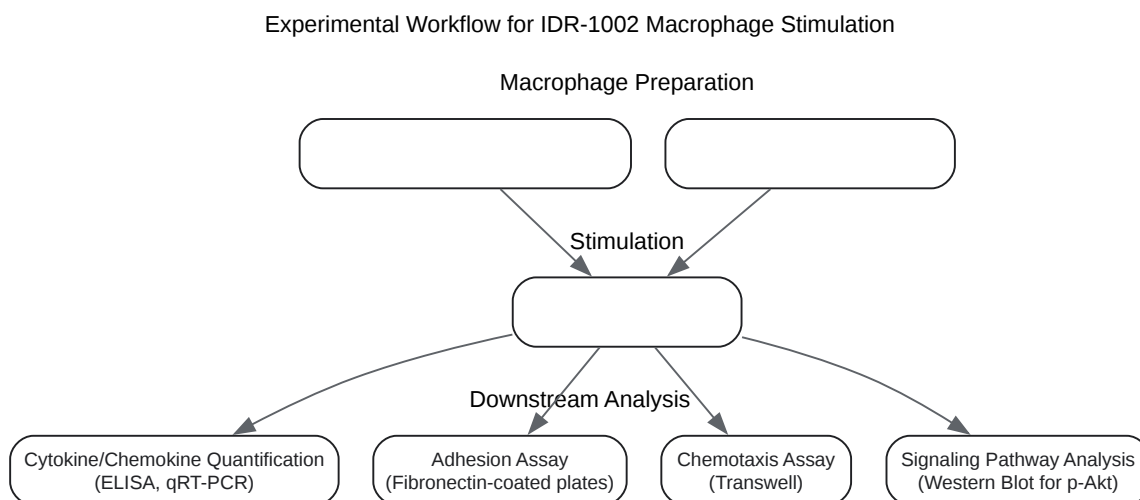 Experimental Workflow for IDR-1002 Macrophage Stimulation
Macrophage Preparation
Stimulation
Downstream Analysis
Cytokine/Chemokine Quantification
(ELISA, qRT-PCR)
Adhesion Assay
(Fibronectin-coated plates)
Chemotaxis Assay
(Transwell)
Signaling Pathway Analysis
(Western Blot for p-Akt)